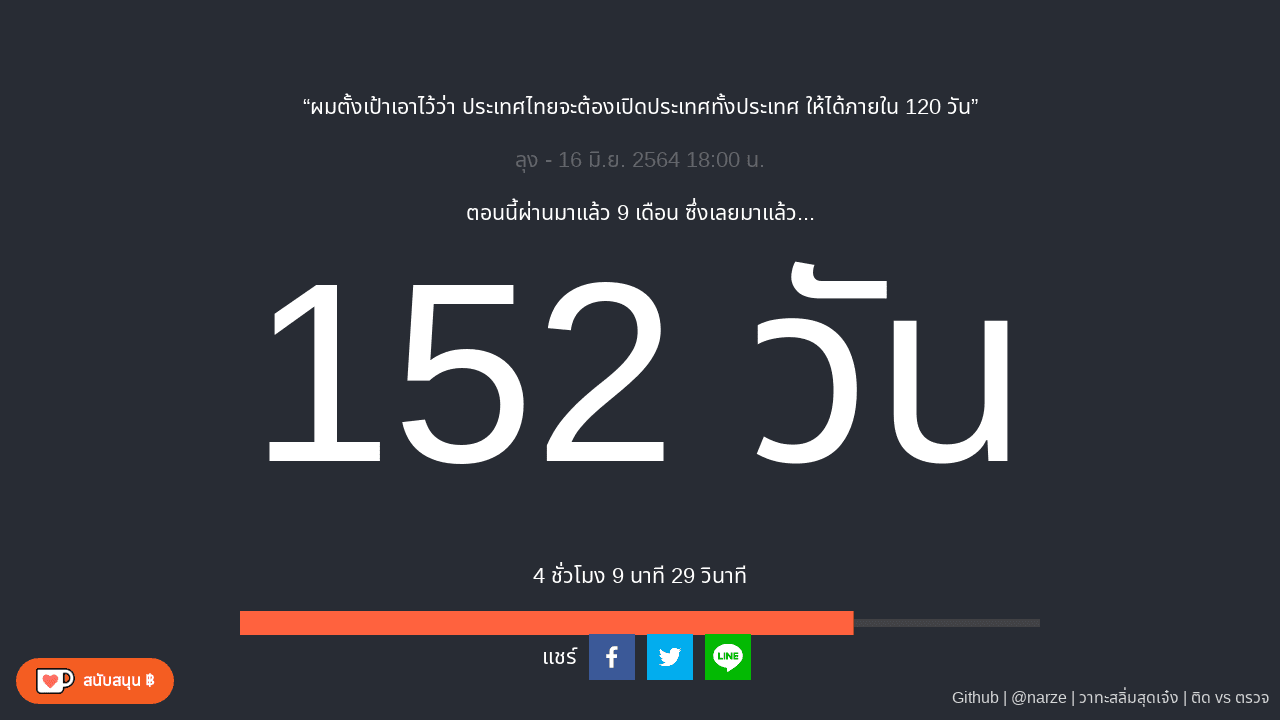 “ผมตั้งเป้าเอาไว้ว่า ประเทศไทยจะต้องเปิดประเทศทั้งประเทศ ให้ได้ภายใน 120 วัน”
ลุง - 16 มิ.ย. 2564 18:00 น.
ตอนนี้ผ่านมาแล้ว 9 เดือน ซึ่งเลยมาแล้ว...
152 วัน
4 ชั่วโมง 9 นาที 29 วินาที
แชร์
LINE
สนับสนุน ฿
Github | @narze | วาทะสลิ่มสุดเจ๋ง | ติด vs ตรวจ